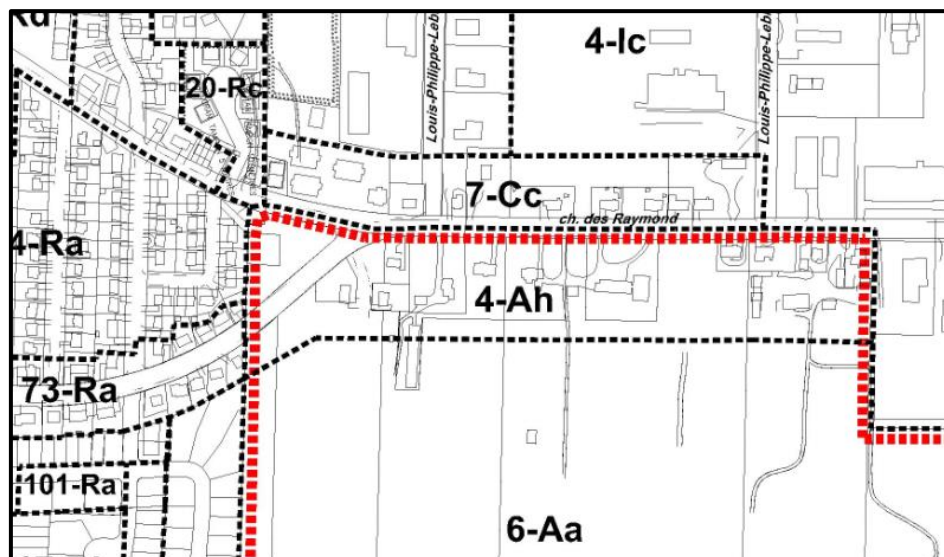 20-Rc
4-Ic
Louis-Philippe-Leb
Louis-Philippe-Leb
7-Cc
ch. des Raymond
4-Ra
4-Ah
73-Ra
101-Ra
6-Aa